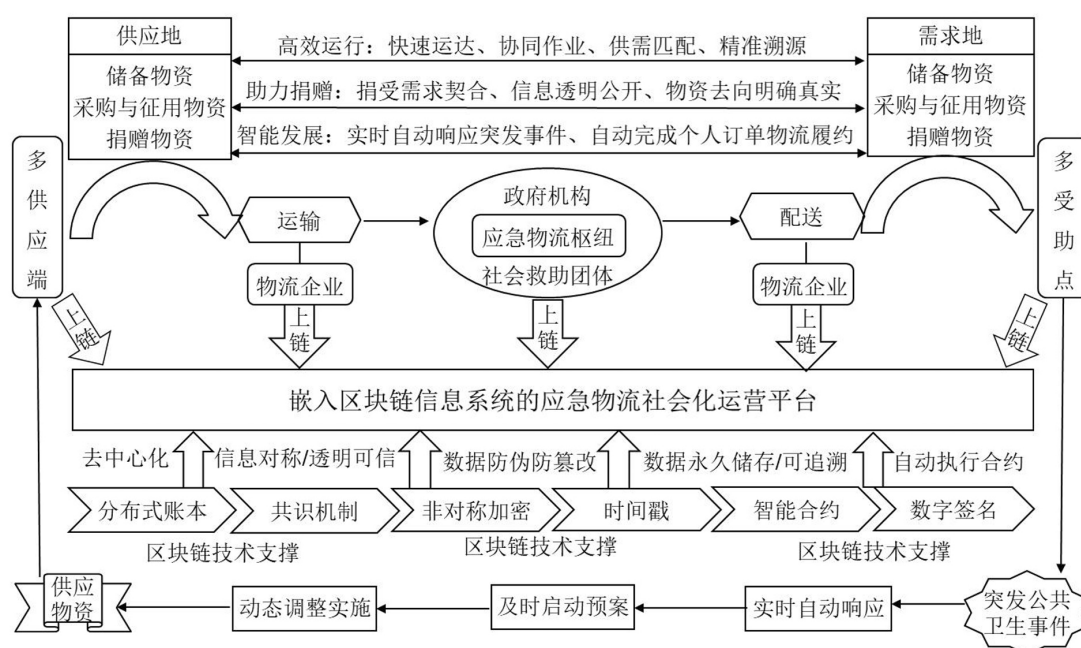 供应地
储备物资
采购与征用物资
捐赠物资
高效运行：快速运达、协同作业、供需匹配、精准溯源
助力捐赠：捐受需求契合、信息透明公开、物资去向明确真实
智能发展：实时自动响应突发事件、自动完成个人订单物流履约
需求地
储备物资
采购与征用物资
捐赠物资
多供应端
多受助点
运输
物流企业
政府机构
应急物流枢纽
社会救助团体
配送
物流企业
上链
上链
上链
上链
上链
嵌入区块链信息系统的应急物流社会化运营平台
去中心化
信息对称/透明可信
数据防伪防篡改
数据永久储存/可追溯
自动执行合约
分布式账本
共识机制
非对称加密
时间戳
智能合约
数字签名
区块链技术支撑
区块链技术支撑
区块链技术支撑
供应
物资
动态调整实施
及时启动预案
实时自动响应
突发公共
卫生事件